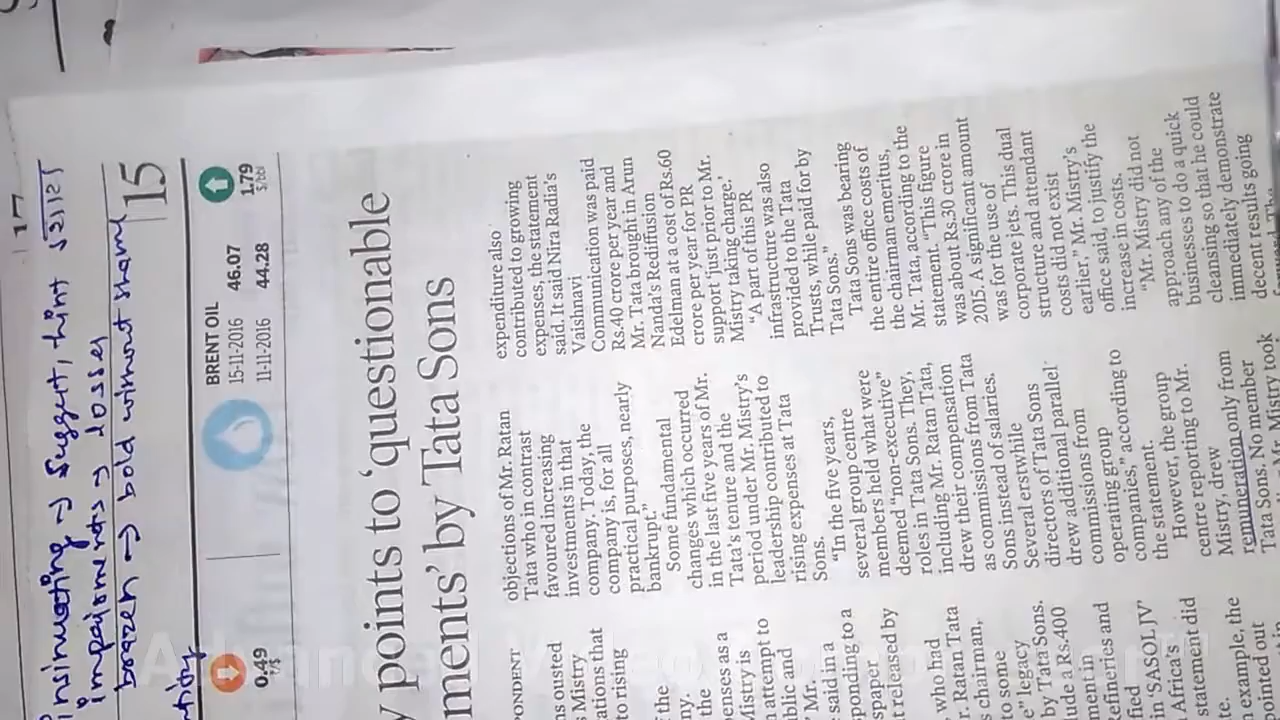 17
insinuating → suggest, hint
impairments → losses
brazen → bold without shame
15
BRENT OIL
15-11-2016 46.07
11-11-2016 44.28
1.79
$/bbl
0.49
points to ‘questionable
ments’ by Tata Sons
PONDENT
ns ousted
s Mistry
ations that
to rising
f the
ny.
the
penses as a
Mistry is
n attempt to
blic and
Mr.
said in a
sponding to a
spaper
t released by
who had
r. Ratan Tata
s chairman,
to some
e” legacy
by Tata Sons.
ude a Rs.400
ment in
efineries and
fied
in ‘SASOL JV’
Africa’s
statement did
te.
example, the
pointed out
objections of Mr. Ratan
Tata who in contrast
favoured increasing
investments in that
company. Today, the
company is, for all
practical purposes, nearly
bankrupt.”
Some fundamental
changes which occurred
in the last five years of Mr.
Tata’s tenure and the
period under Mr. Mistry’s
leadership contributed to
rising expenses at Tata
Sons.
“In the five years,
several group centre
members held what were
deemed “non-executive”
roles in Tata Sons. They,
including Mr. Ratan Tata,
drew their compensation
as commissions from Tata
Sons instead of salaries.
Several erstwhile
directors of Tata Sons
drew additional parallel
commissions from
operating group
companies,” according to
the statement.
However, the group
centre reporting to Mr.
Mistry, drew
remuneration only from
Tata Sons. No member
Mistry took
expenditure also
contributed to growing
expenses, the statement
said. It said Nira Radia’s
Vaishnavi
Communication was paid
Rs.40 crore per year and
Mr. Tata brought in Arun
Nanda’s Rediffusion
Edelman at a cost of Rs.60
crore per year for PR
support ‘just prior to Mr.
Mistry taking charge.’
“A part of this PR
infrastructure was also
provided to the Tata
Trusts, while paid for by
Tata Sons.”
Tata Sons was bearing
the entire office costs of
the chairman emeritus,
Mr. Tata, according to the
statement. “This figure
was about Rs.30 crore in
2015. A significant amount
was for the use of
corporate jets. This dual
structure and attendant
costs did not exist
earlier,” Mr. Mistry’s
office said, to justify the
increase in costs.
“Mr. Mistry did not
approach any of the
businesses to do a quick
cleansing so that he could
immediately demonstrate
decent results going